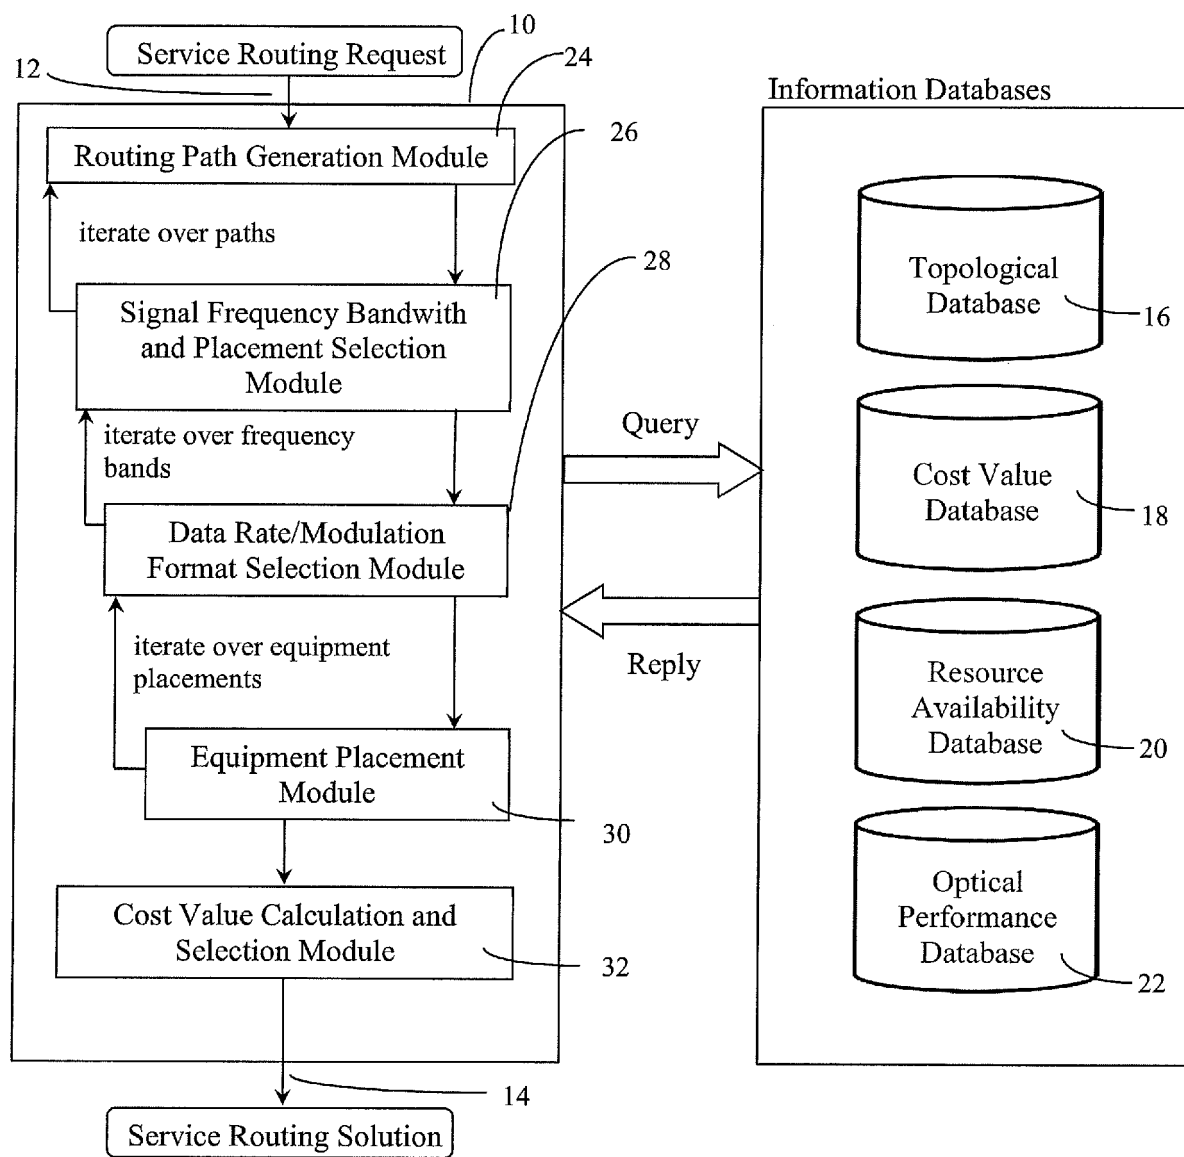 10
Service Routing Request
24
12
Information Databases
26
Routing Path Generation Module
iterate over paths
28
Signal Frequency Bandwith
and Placement Selection
Module
Topological
Database
16
iterate over frequency
bands
Query
Cost Value
Database
18
Data Rate/Modulation
Format Selection Module
iterate over equipment
placements
Reply
Resource
Availability
Database
20
Equipment Placement
Module
30
Cost Value Calculation and
Selection Module
32
Optical
Performance
Database
22
14
Service Routing Solution